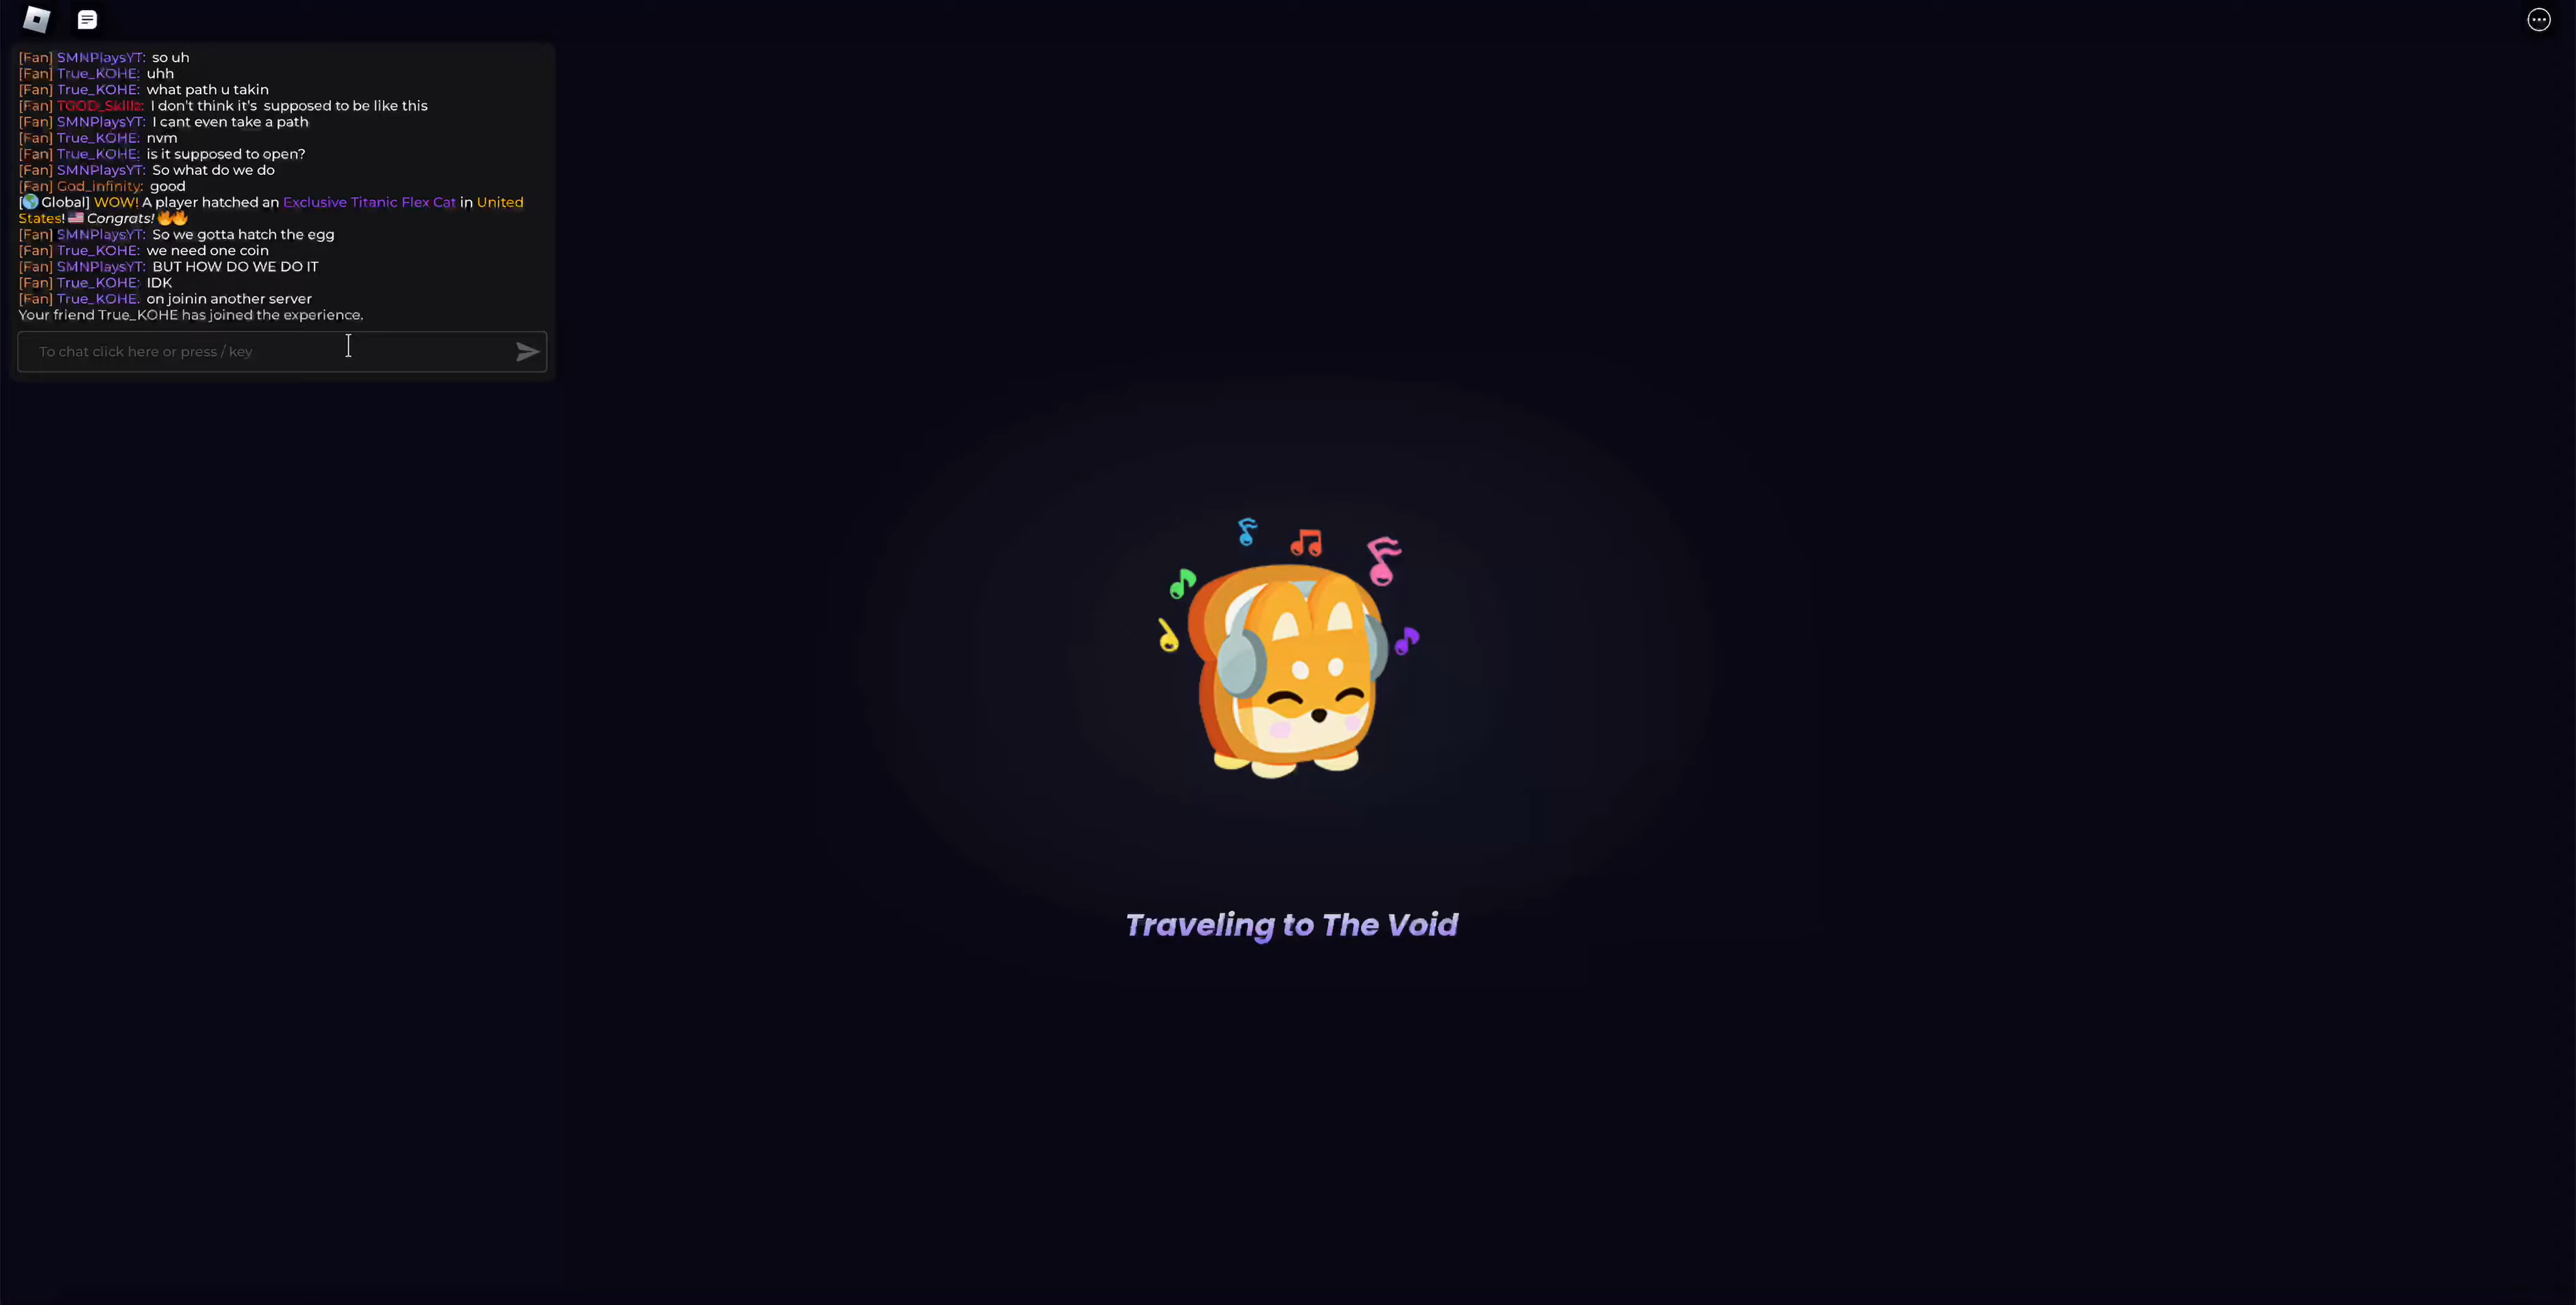 [Fan] SMNPlaysYT: so uh
[Fan] True_KOHE: uhh
[Fan] True_KOHE: what path u takin
[Fan] TGOD_Skillz: I don't think it's supposed to be like this
[Fan] SMNPlaysYT: I cant even take a path
[Fan] True_KOHE: nvm
[Fan] True_KOHE: is it supposed to open?
[Fan] SMNPlaysYT: So what do we do
[Fan] God_infinity: good
[🌎 Global] WOW! A player hatched an Exclusive Titanic Flex Cat in United
States! 🇺🇸 Congrats! 🔥🔥
[Fan] SMNPlaysYT: So we gotta hatch the egg
[Fan] True_KOHE: we need one coin
[Fan] SMNPlaysYT: BUT HOW DO WE DO IT
[Fan] True_KOHE: IDK
[Fan] True_KOHE: on joinin another server
Your friend True_KOHE has joined the experience.
To chat click here or press / key
Traveling to The Void